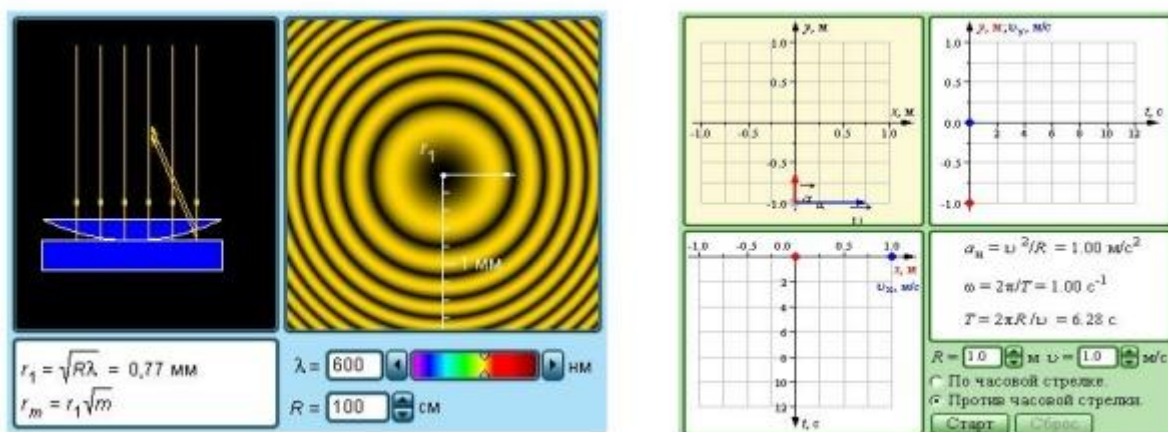 r₁
1 мм
r₁ = √Rλ = 0,77 мм
rₘ = r₁√m
λ = 600 нм
R = 100 см
y, м
1.0
0.5
x, м
-1.0 -0.5 0.5 1.0
-0.5
-1.0
aₙ
υ
y, м; υ_y, м/с
1.0
0.5
0.0
t, с
2 4 6 8 10 12
-0.5
-1.0
-1.0 -0.5 0.0 0.5 1.0
x, м
υₓ, м/с
2
4
6
8
10
12
t, с
aₙ = υ²/R = 1.00 м/с²
ω = 2π/T = 1.00 с⁻¹
T = 2πR/υ = 6.28 с
R = 1.0 м υ = 1.0 м/с
По часовой стрелке.
Против часовой стрелки.
Старт Сброс